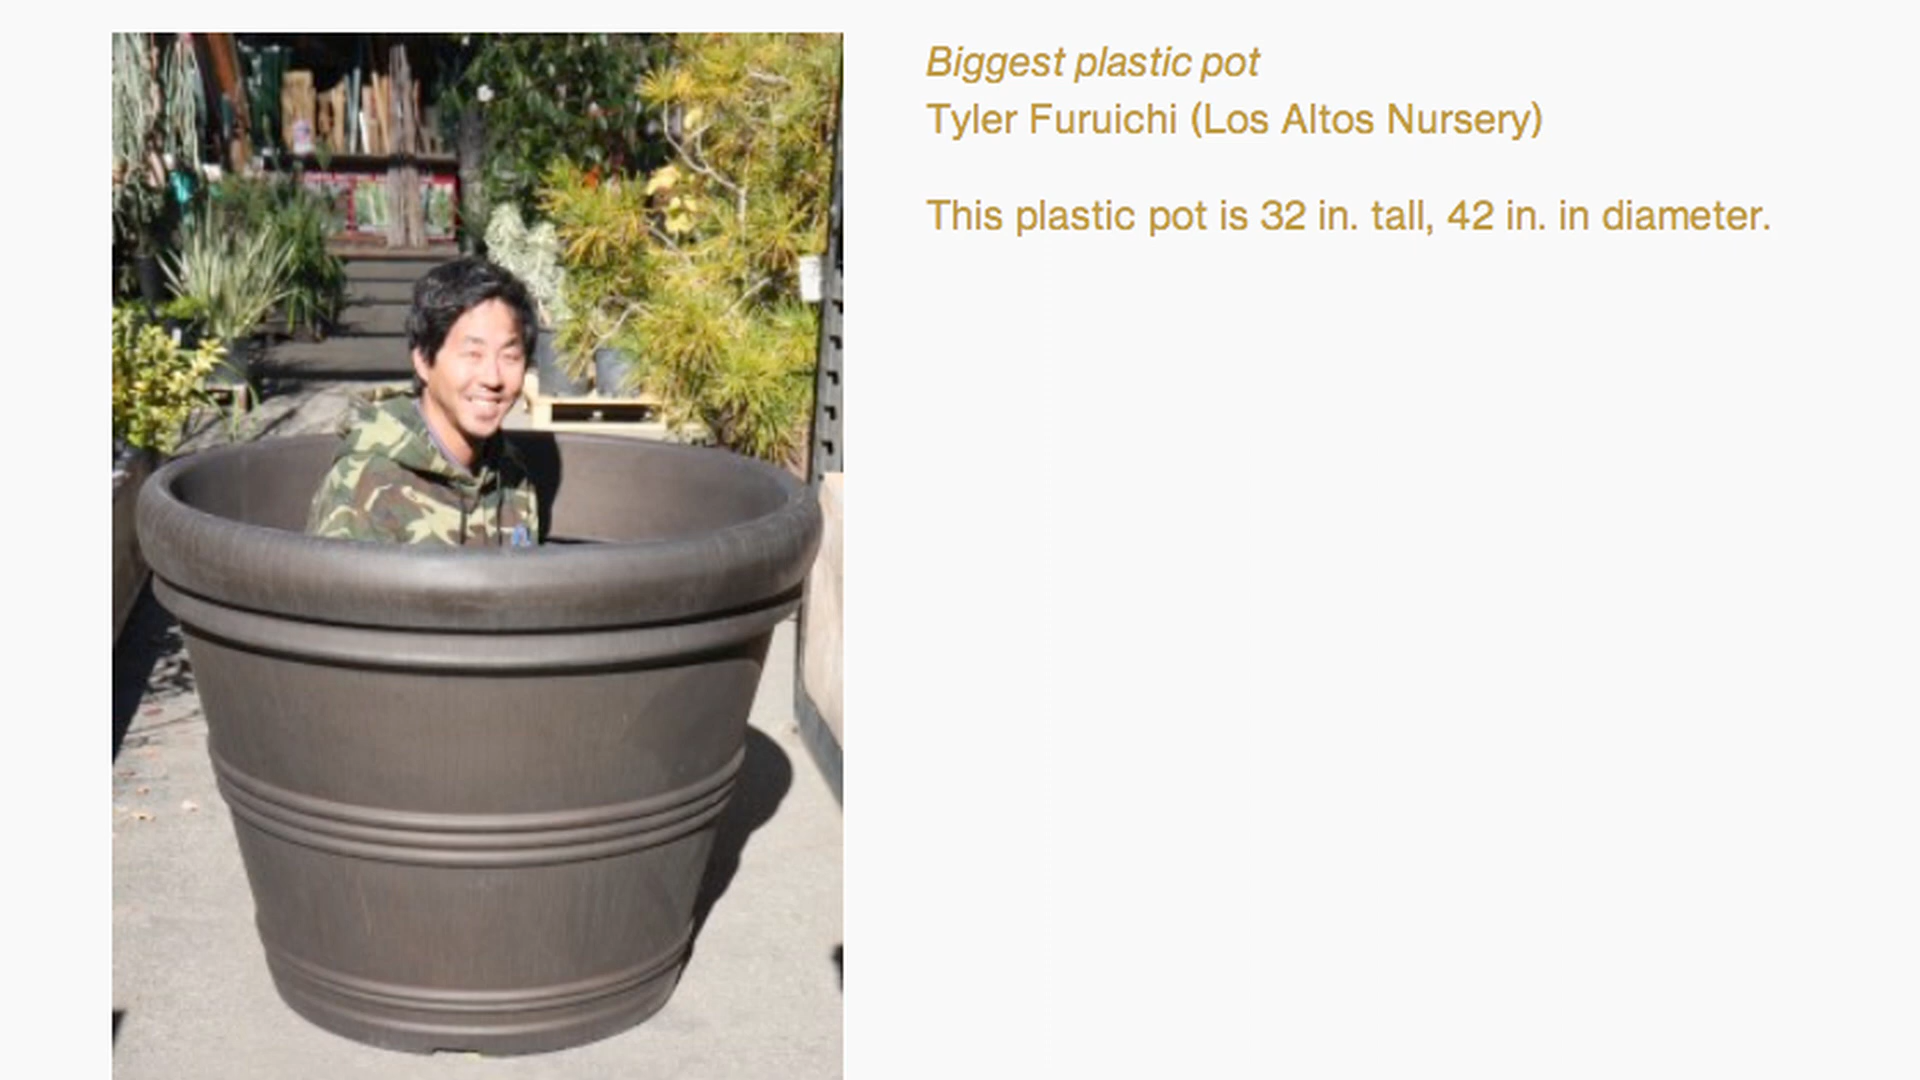 Biggest plastic pot
Tyler Furuichi (Los Altos Nursery)
This plastic pot is 32 in. tall, 42 in. in diameter.